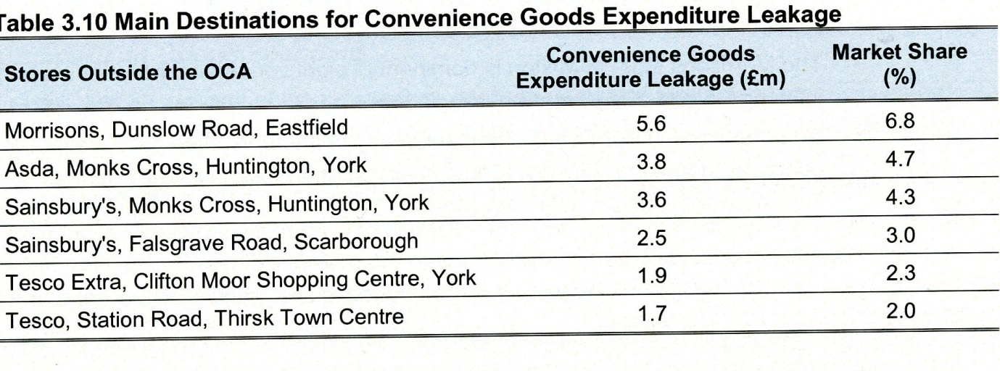 Table 3.10 Main Destinations for Convenience Goods Expenditure Leakage
Stores Outside the OCA Convenience Goods Expenditure Leakage (£m) Market Share (%)
Morrisons, Dunslow Road, Eastfield 5.6 6.8
Asda, Monks Cross, Huntington, York 3.8 4.7
Sainsbury's, Monks Cross, Huntington, York 3.6 4.3
Sainsbury's, Falsgrave Road, Scarborough 2.5 3.0
Tesco Extra, Clifton Moor Shopping Centre, York 1.9 2.3
Tesco, Station Road, Thirsk Town Centre 1.7 2.0